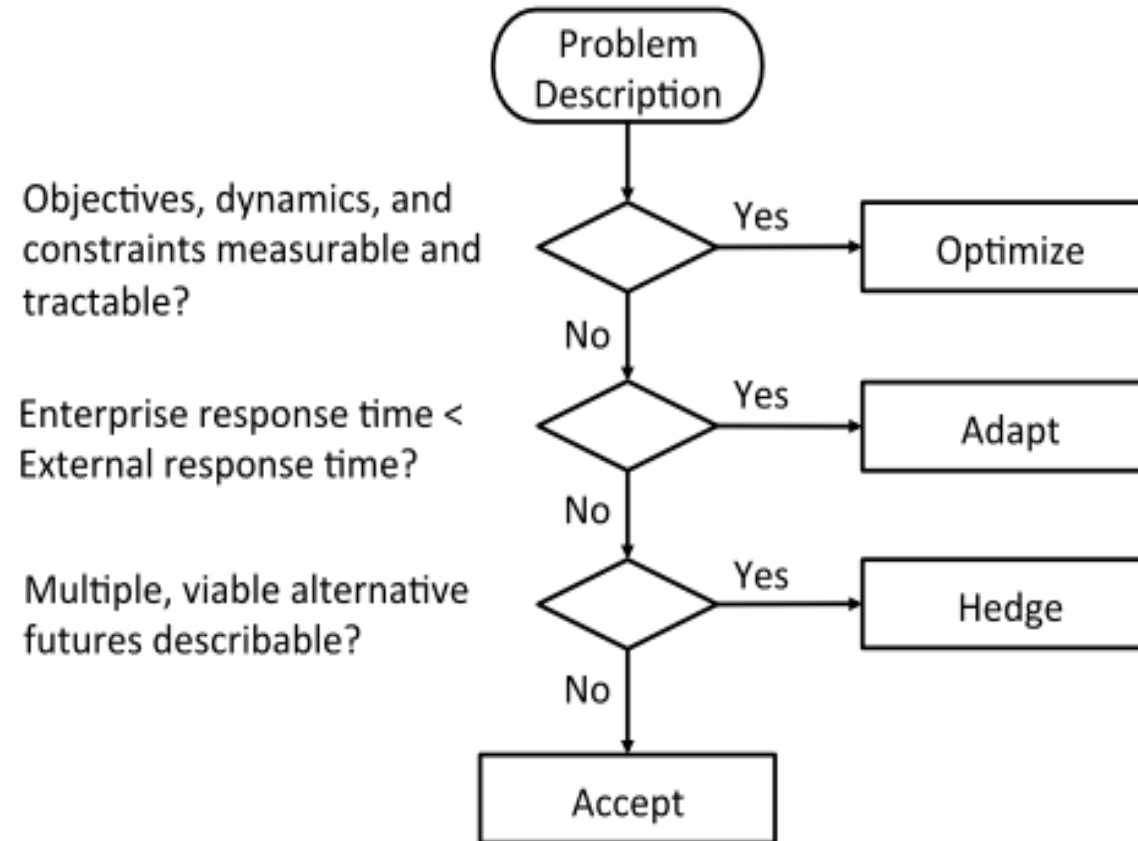 Problem
Description
Objectives, dynamics, and
constraints measurable and
tractable?
Yes
Optimize
No
Enterprise response time <
External response time?
Yes
Adapt
No
Multiple, viable alternative
futures describable?
Yes
Hedge
No
Accept